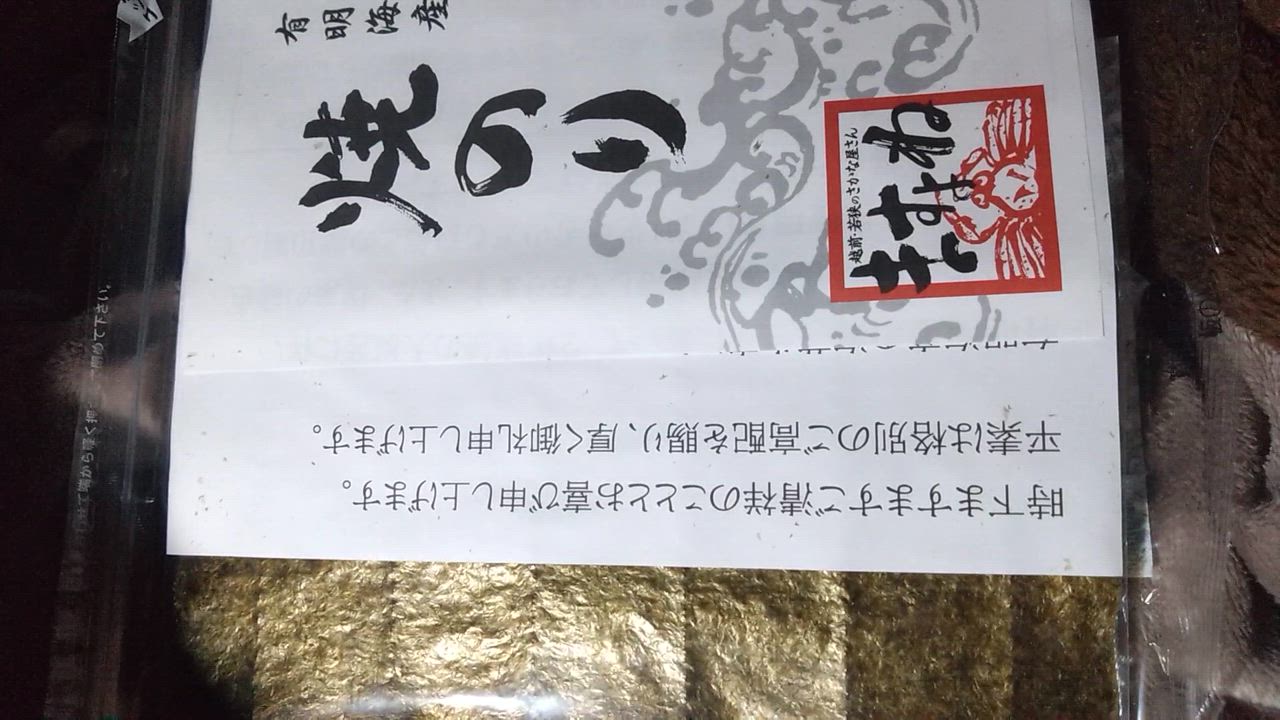 有明海産
焼のり
越前・若狭のさかな屋さん
ますよね
時下ますますご清祥のこととお喜び申し上げます。
平素は格別のご高配を賜り、厚く御礼申し上げます。